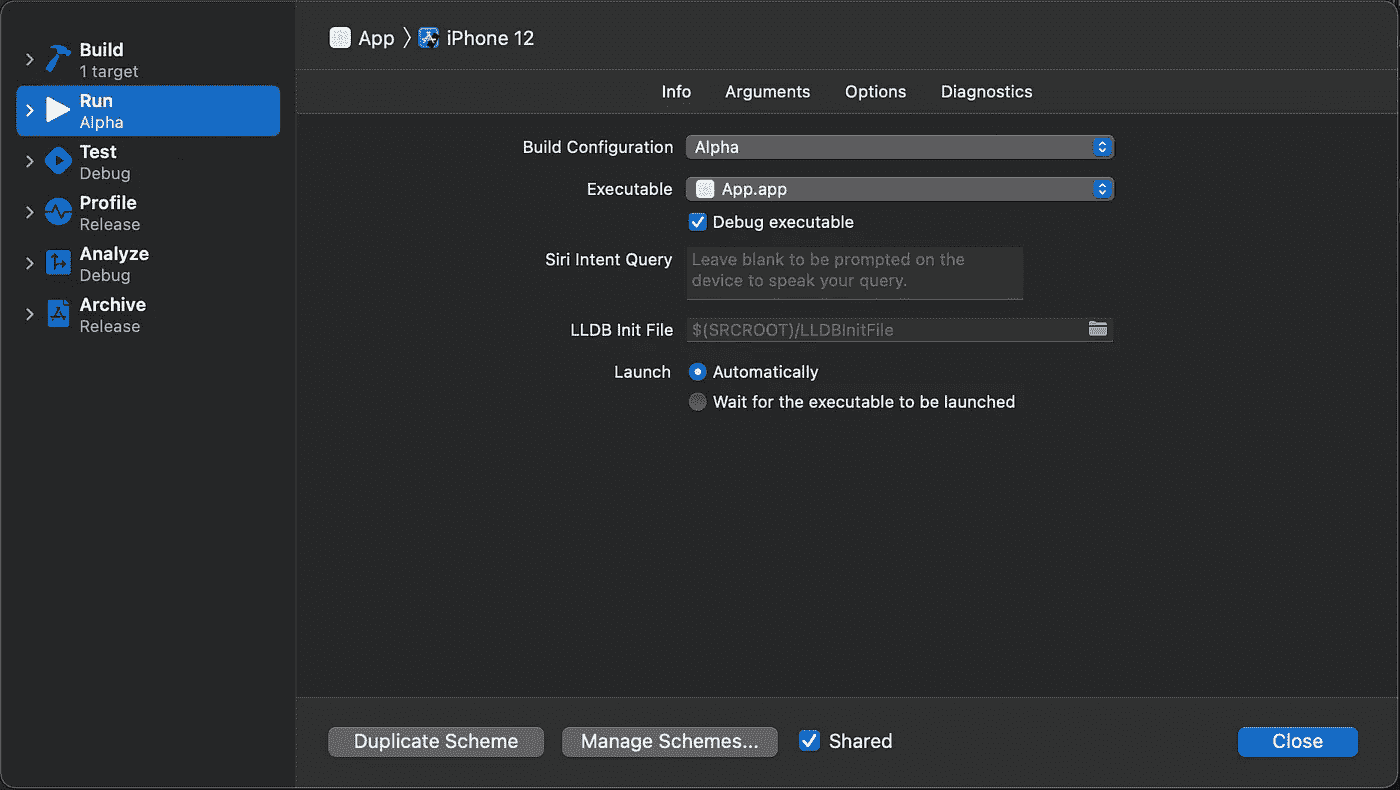 Build
1 target
Run
Alpha
Test
Debug
Profile
Release
Analyze
Debug
Archive
Release
App
iPhone 12
Info Arguments Options Diagnostics
Build Configuration Alpha
Executable App.app
Debug executable
Siri Intent Query Leave blank to be prompted on the
device to speak your query.
LLDB Init File $(SRCROOT)/LLDBInitFile
Launch Automatically
Wait for the executable to be launched
Duplicate Scheme Manage Schemes... Shared Close